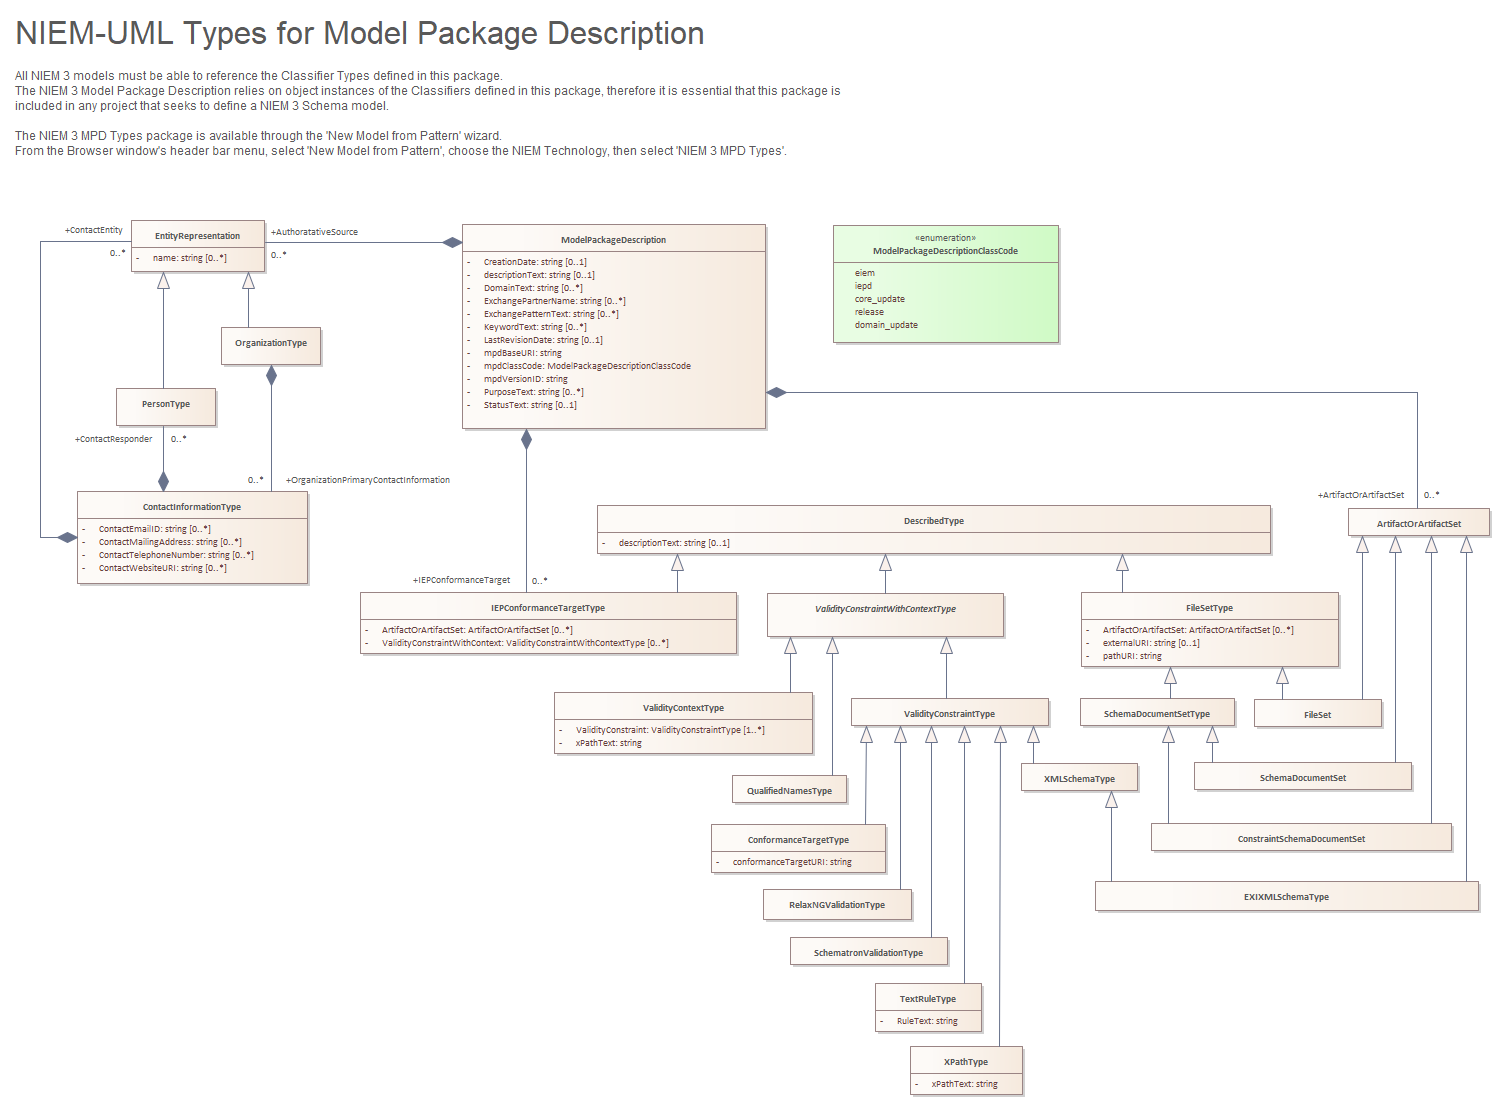 NIEM-UML Types for Model Package Description
All NIEM 3 models must be able to reference the Classifier Types defined in this package.
The NIEM 3 Model Package Description relies on object instances of the Classifiers defined in this package, therefore it is essential that this package is
included in any project that seeks to define a NIEM 3 Schema model.
The NIEM 3 MPD Types package is available through the 'New Model from Pattern' wizard.
From the Browser window's header bar menu, select 'New Model from Pattern', choose the NIEM Technology, then select 'NIEM 3 MPD Types'.
+ContactEntity
0..*
EntityRepresentation
- name: string [0..*]
+AuthoratativeSource
0..*
ModelPackageDescription
- CreationDate: string [0..1]
- descriptionText: string [0..1]
- DomainText: string [0..*]
- ExchangePartnerName: string [0..*]
- ExchangePatternText: string [0..*]
- KeywordText: string [0..*]
- LastRevisionDate: string [0..1]
- mpdBaseURI: string
- mpdClassCode: ModelPackageDescriptionClassCode
- mpdVersionID: string
- PurposeText: string [0..*]
- StatusText: string [0..1]
«enumeration»
ModelPackageDescriptionClassCode
eiem
iepd
core_update
release
domain_update
OrganizationType
PersonType
+ContactResponder 0..*
0..* +OrganizationPrimaryContactInformation
ContactInformationType
- ContactEmailID: string [0..*]
- ContactMailingAddress: string [0..*]
- ContactTelephoneNumber: string [0..*]
- ContactWebsiteURI: string [0..*]
+ArtifactOrArtifactSet 0..*
ArtifactOrArtifactSet
DescribedType
- descriptionText: string [0..1]
+IEPConformanceTarget 0..*
IEPConformanceTargetType
- ArtifactOrArtifactSet: ArtifactOrArtifactSet [0..*]
- ValidityConstraintWithContext: ValidityConstraintWithContextType [0..*]
ValidityConstraintWithContextType
FileSetType
- ArtifactOrArtifactSet: ArtifactOrArtifactSet [0..*]
- externalURI: string [0..1]
- pathURI: string
ValidityContextType
- ValidityConstraint: ValidityConstraintType [1..*]
- xPathText: string
ValidityConstraintType
SchemaDocumentSetType
FileSet
QualifiedNamesType
XMLSchemaType
SchemaDocumentSet
ConformanceTargetType
- conformanceTargetURI: string
ConstraintSchemaDocumentSet
RelaxNGValidationType
EXIXMLSchemaType
SchematronValidationType
TextRuleType
- RuleText: string
XPathType
- xPathText: string